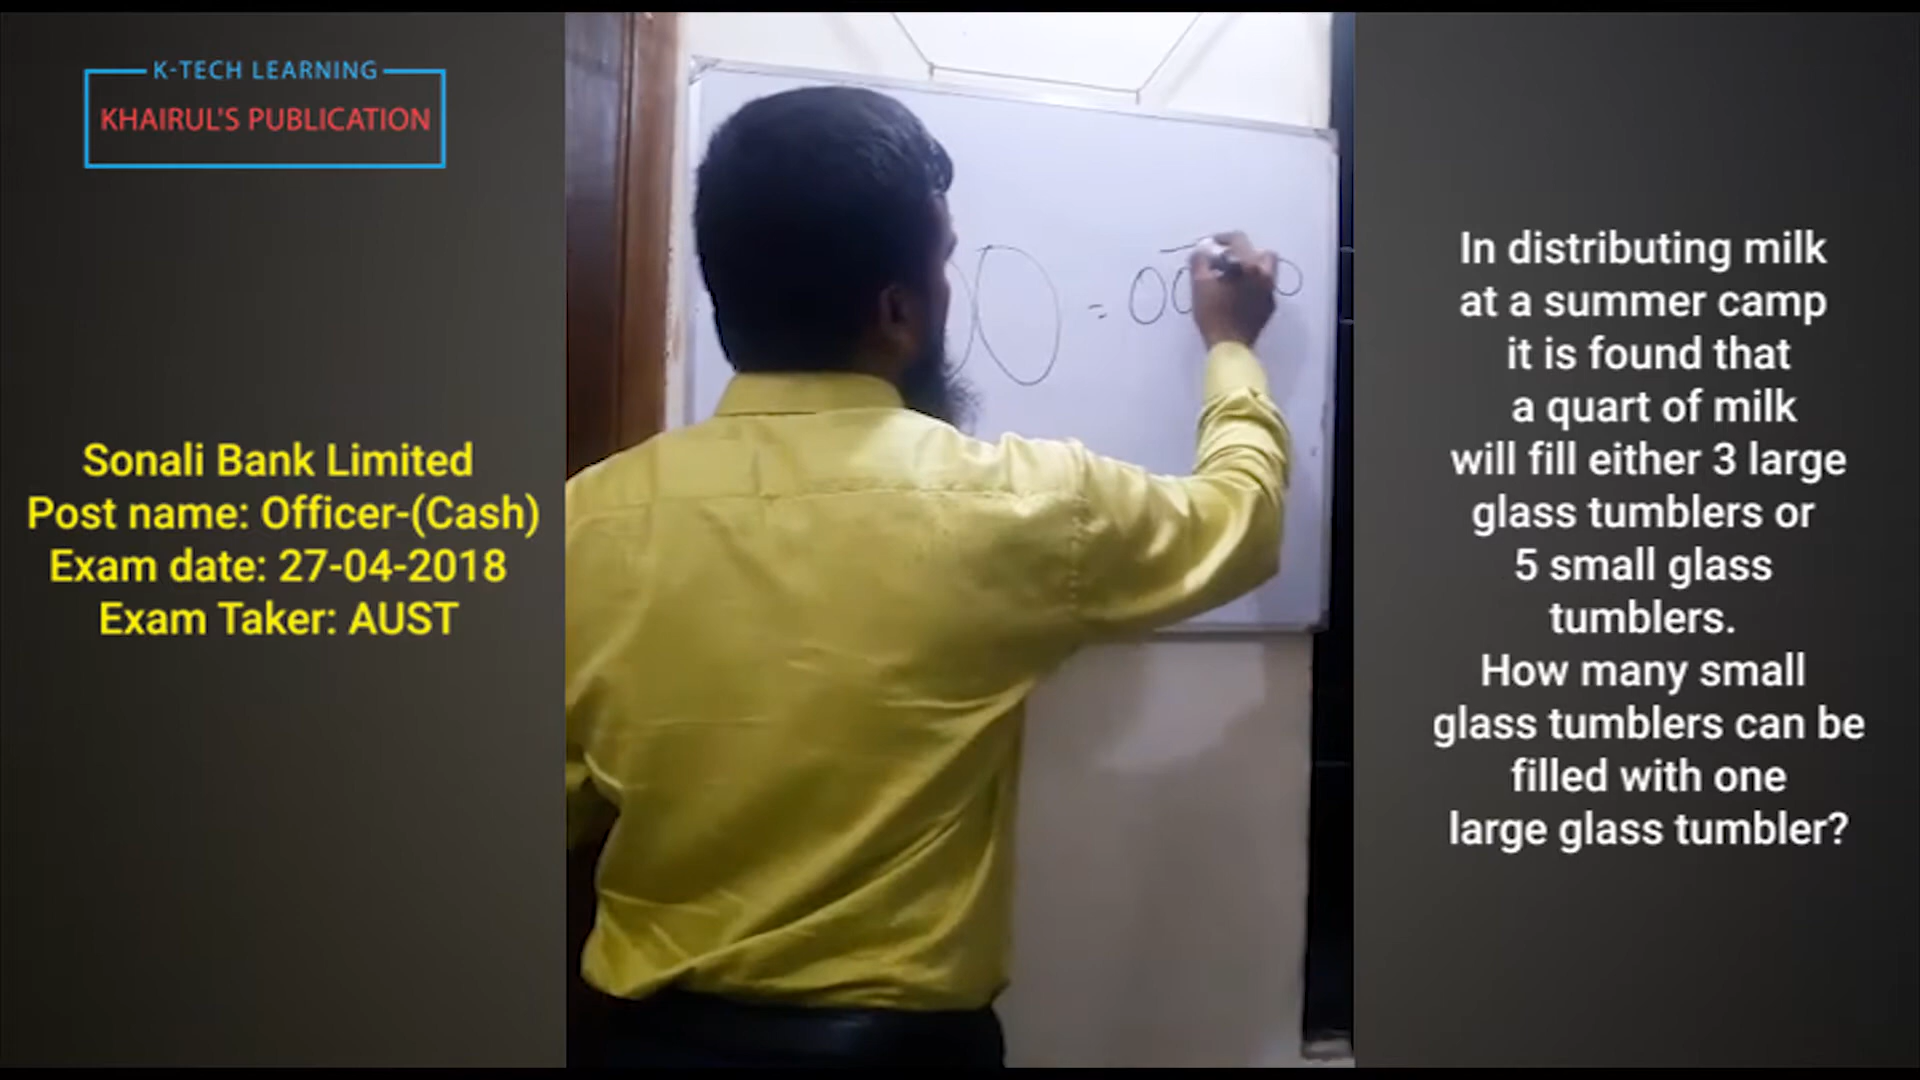 K-TECH LEARNING
KHAIRUL'S PUBLICATION
Sonali Bank Limited
Post name: Officer-(Cash)
Exam date: 27-04-2018
Exam Taker: AUST
In distributing milk
at a summer camp
it is found that
a quart of milk
will fill either 3 large
glass tumblers or
5 small glass
tumblers.
How many small
glass tumblers can be
filled with one
large glass tumbler?